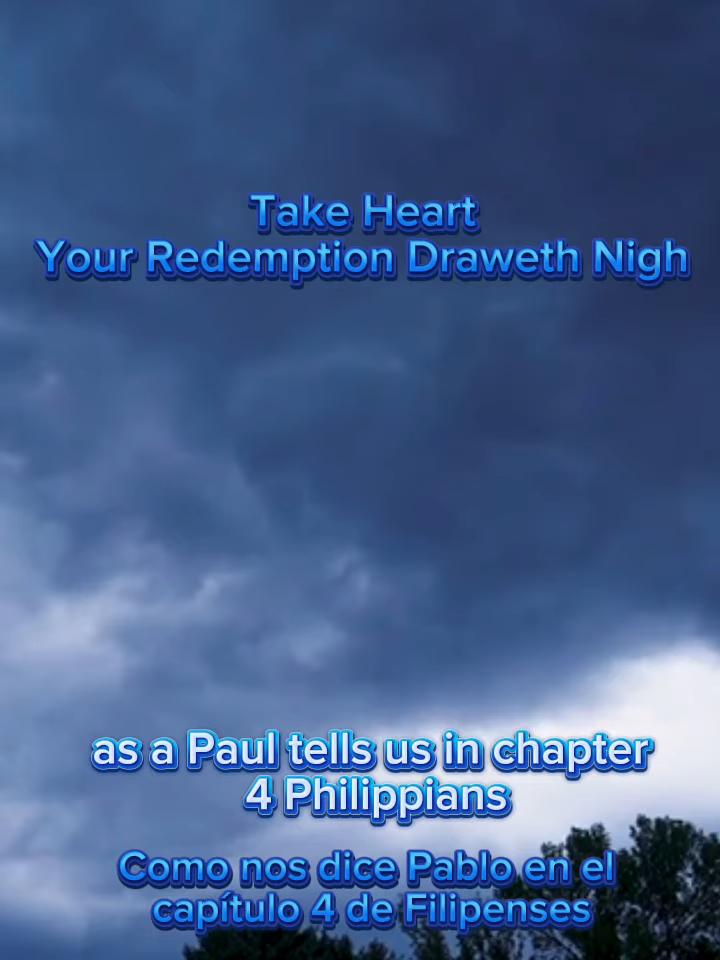 Take Heart
Your Redemption Draweth Nigh
as a Paul tells us in chapter
4 Philippians
Como nos dice Pablo en el
capítulo 4 de Filipenses